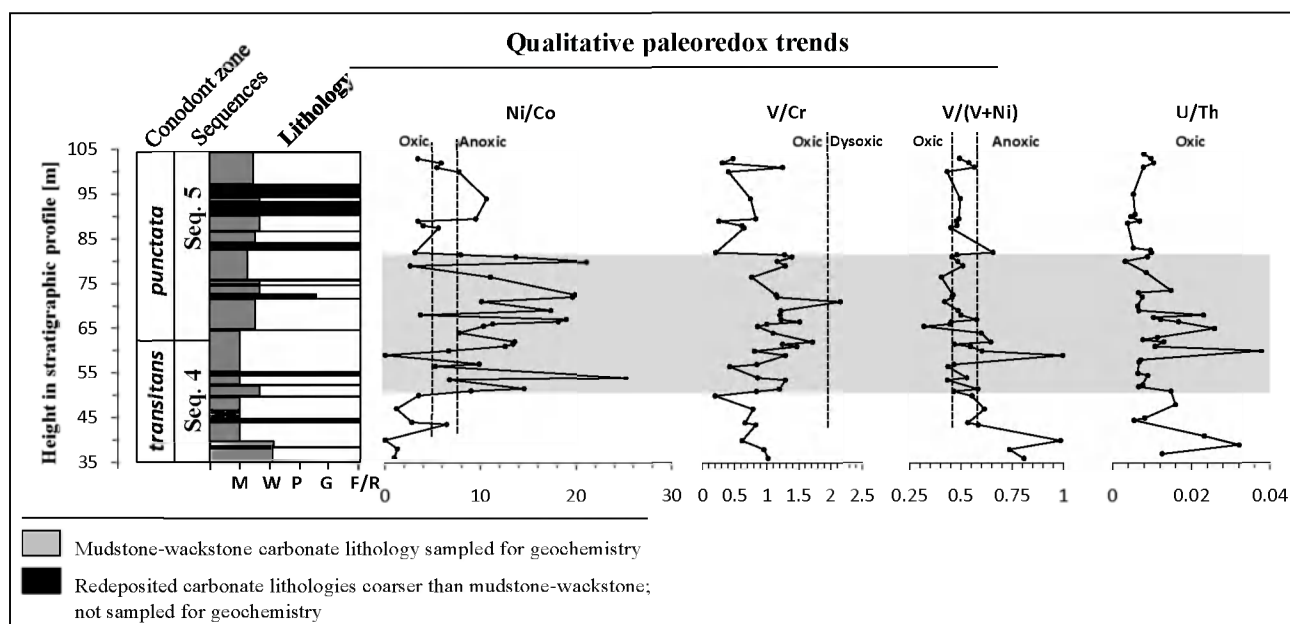 Qualitative paleoredox trends
Conodont zone
Sequences
Lithology
Ni/Co
V/Cr
V/(V+Ni)
U/Th
Oxic
Anoxic
Oxic
Dysoxic
Oxic
Anoxic
Oxic
Height in stratigraphic profile [m]
105
95
85
75
65
55
45
35
punctata
transitans
Seq. 5
Seq. 4
M W P G F/R
0 10 20 30
0 0.5 1 1.5 2 2.5
0.25 0.5 0.75 1
0 0.02 0.04
Mudstone-wackstone carbonate lithology sampled for geochemistry
Redeposited carbonate lithologies coarser than mudstone-wackstone;
not sampled for geochemistry